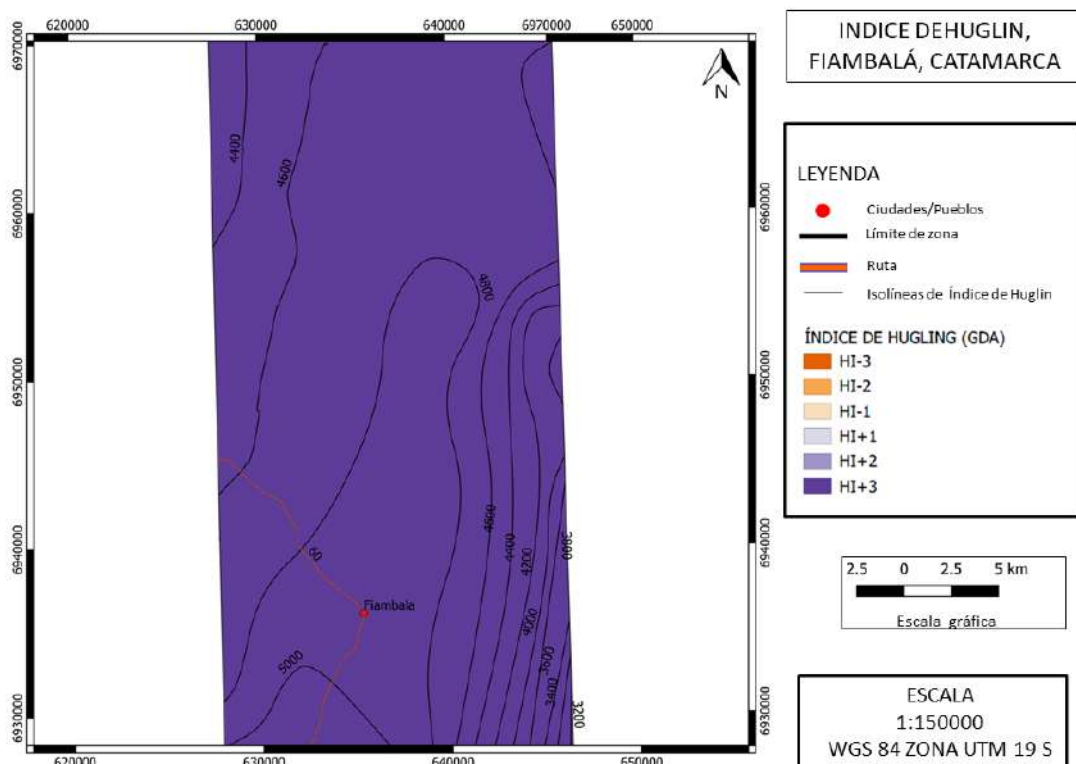 620000
630000
640000
6970000
650000
INDICE DEHUGLIN,
FIAMBALÁ, CATAMARCA
6970000
N
4400
4600
LEYENDA
Ciudades/Pueblos
Límite de zona
Ruta
Isolíneas de Índice de Huglin
6960000
6960000
4800
ÍNDICE DE HUGLING (GDA)
HI-3
HI-2
HI-1
HI+1
HI+2
HI+3
6950000
6950000
4600
4400
4200
3800
6940000
6940000
60
2.5 0 2.5 5 km
Escala gráfica
Fiambala
4000
5000
3600
3400
3200
6930000
6930000
ESCALA
1:150000
WGS 84 ZONA UTM 19 S
620000
630000
640000
650000